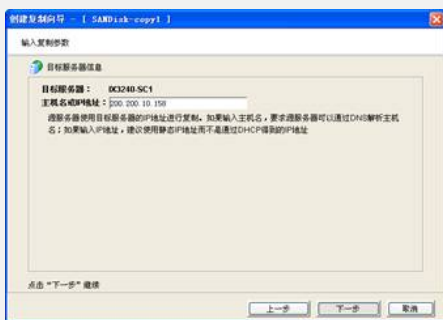 创建复制向导 - [ SANDisk-copy1 ]
输入复制参数
目标服务器信息
目标服务器： IX3240-SC1
主机名或IP地址：200.200.10.158
源服务器使用目标服务器的IP地址进行复制。如果输入主机名，要求源服务器可以通过DNS解析主机
名；如果输入IP地址，建议使用静态IP地址而不是通过DHCP得到的IP地址
点击 "下一步" 继续
上一步 下一步 取消